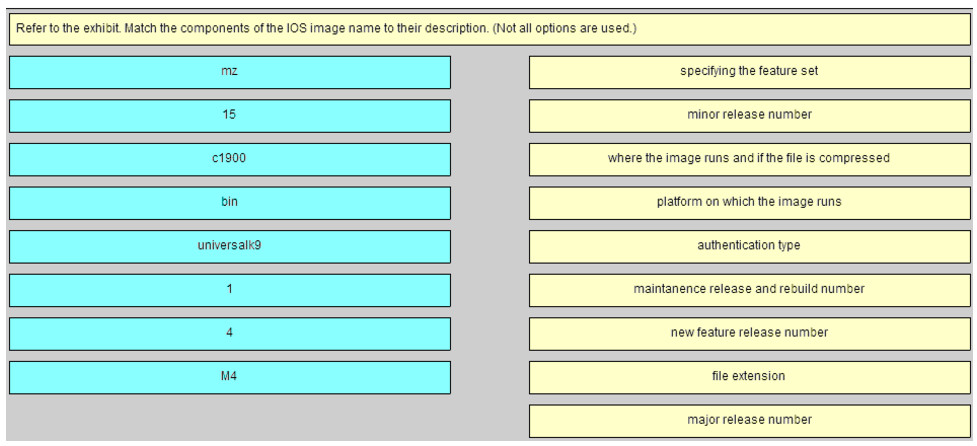 Refer to the exhibit. Match the components of the IOS image name to their description. (Not all options are used.)
mz
specifying the feature set
15
minor release number
c1900
where the image runs and if the file is compressed
bin
platform on which the image runs
universalk9
authentication type
1
maintanence release and rebuild number
4
new feature release number
M4
file extension
major release number